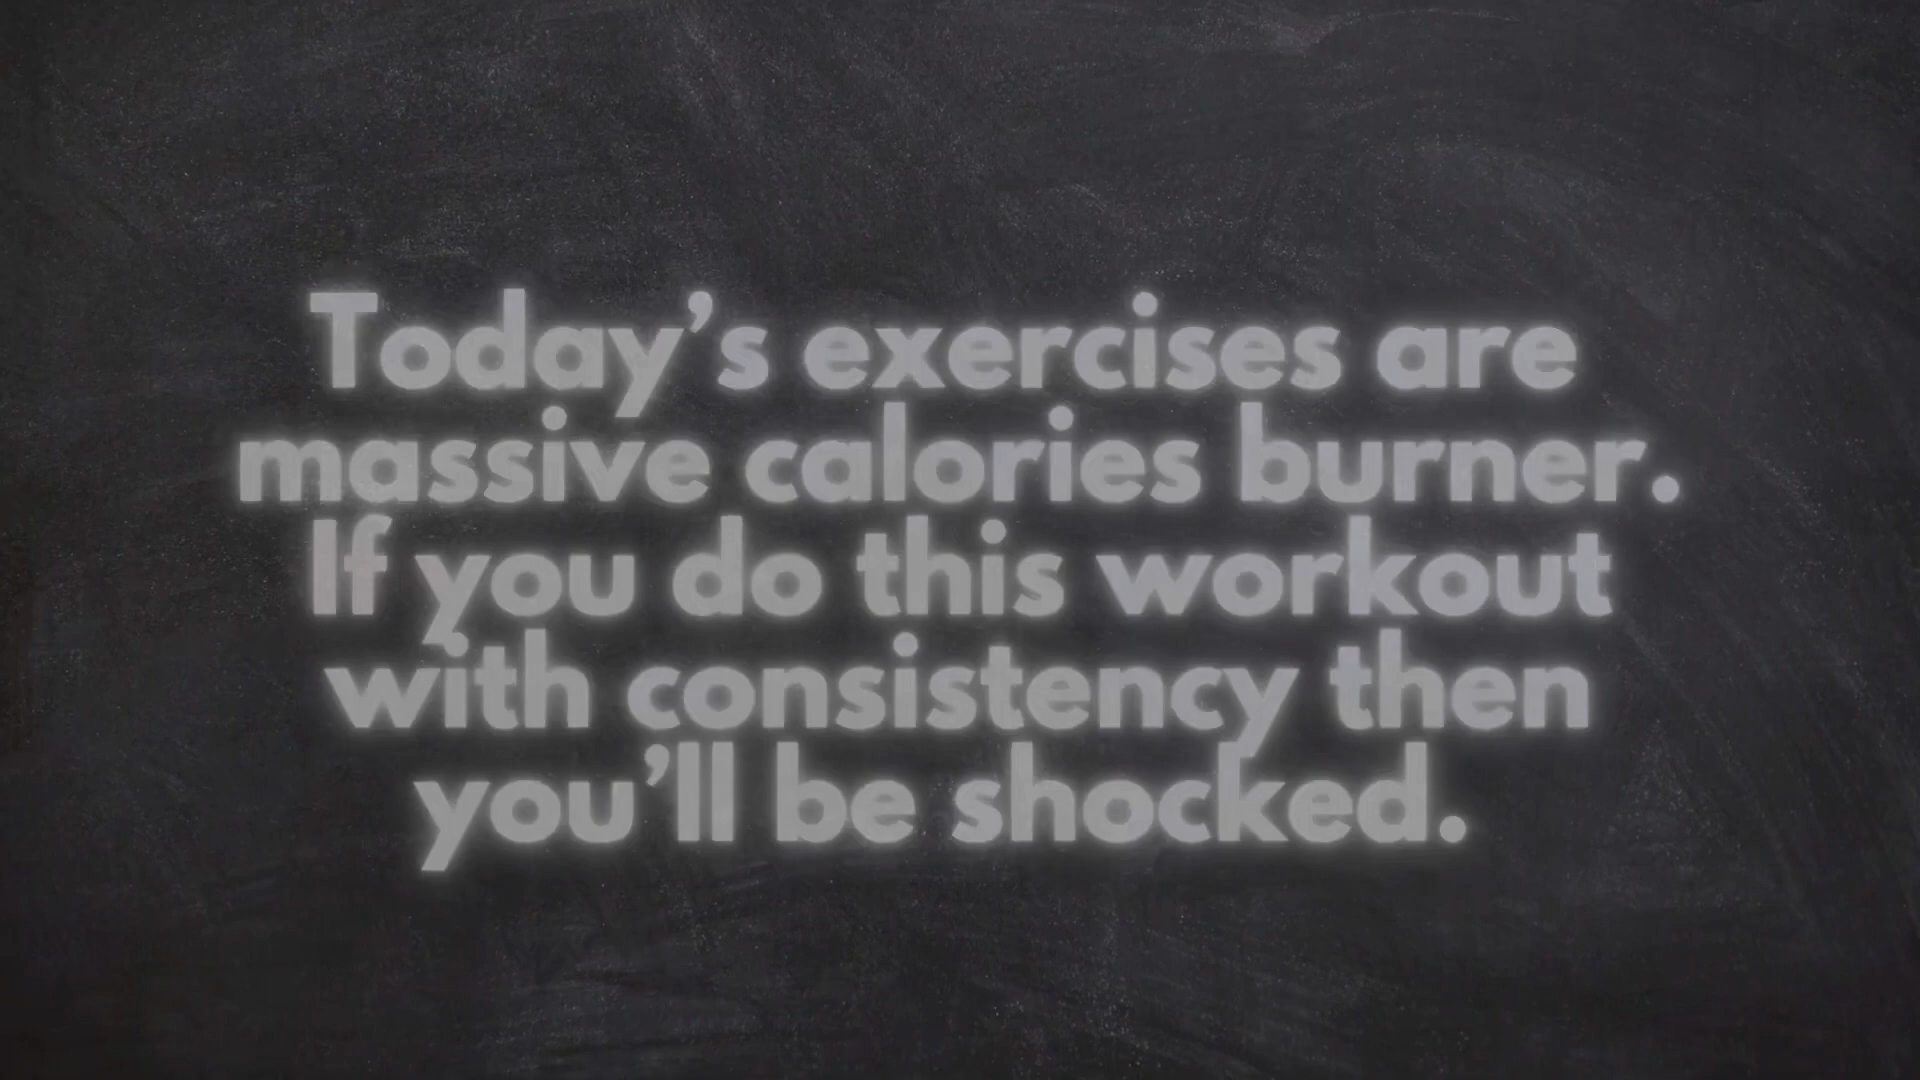 Today’s exercises are
massive calories burner.
If you do this workout
with consistency then
you’ll be shocked.